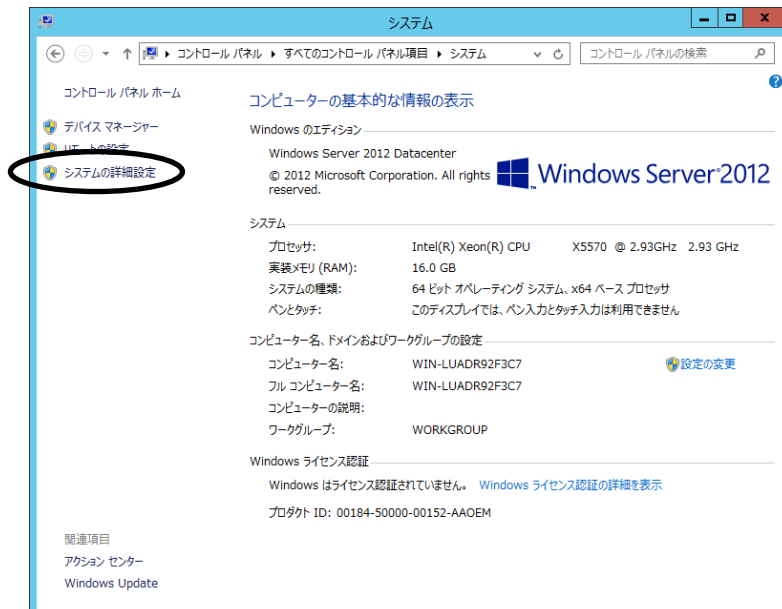 システム
コントロール パネル ▸ すべてのコントロール パネル項目 ▸ システム
コントロール パネルの検索
コントロール パネル ホーム
デバイス マネージャー
リモートの設定
システムの詳細設定
コンピューターの基本的な情報の表示
Windows のエディション
Windows Server 2012 Datacenter
© 2012 Microsoft Corporation. All rights
reserved.
Windows Server 2012
システム
プロセッサ: Intel(R) Xeon(R) CPU X5570 @ 2.93GHz 2.93 GHz
実装メモリ (RAM): 16.0 GB
システムの種類: 64 ビット オペレーティング システム、x64 ベース プロセッサ
ペンとタッチ: このディスプレイでは、ペン入力とタッチ入力は利用できません
コンピューター名、ドメインおよびワークグループの設定
コンピューター名: WIN-LUADR92F3C7
設定の変更
フル コンピューター名: WIN-LUADR92F3C7
コンピューターの説明:
ワークグループ: WORKGROUP
Windows ライセンス認証
Windows はライセンス認証されていません。 Windows ライセンス認証の詳細を表示
プロダクト ID: 00184-50000-00152-AAOEM
関連項目
アクション センター
Windows Update